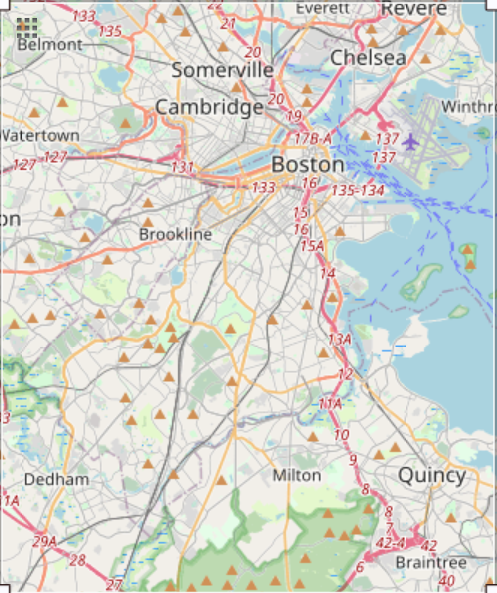 Everett
Revere
133
22
135
21
Belmont
20
Chelsea
Somerville
20
Cambridge
19
Winthr
Watertown
17B-A
137
127
127
137
131
Boston
133
16
135-134
on
15
16
Brookline
15A
14
13A
12
3
11A
10
9
Dedham
Milton
Quincy
8
1A
8
7
29A
42-4
42
28
6
Braintree
27
40